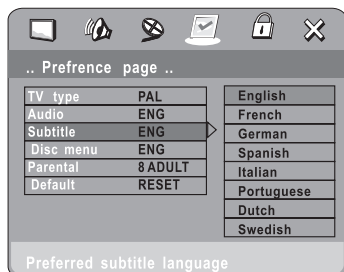 .. Prefrence page ..
TV type PAL
Audio ENG
Subtitle ENG
Disc menu ENG
Parental 8 ADULT
Default RESET
English
French
German
Spanish
Italian
Portuguese
Dutch
Swedish
Preferred subtitle language